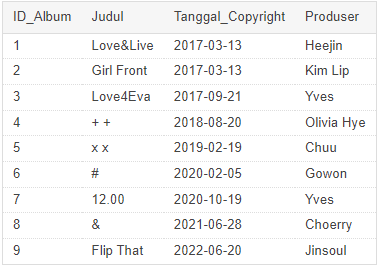 ID_Album Judul Tanggal_Copyright Produser
1 Love&Live 2017-03-13 Heejin
2 Girl Front 2017-03-13 Kim Lip
3 Love4Eva 2017-09-21 Yves
4 + + 2018-08-20 Olivia Hye
5 x x 2019-02-19 Chuu
6 # 2020-02-05 Gowon
7 12.00 2020-10-19 Yves
8 & 2021-06-28 Choerry
9 Flip That 2022-06-20 Jinsoul